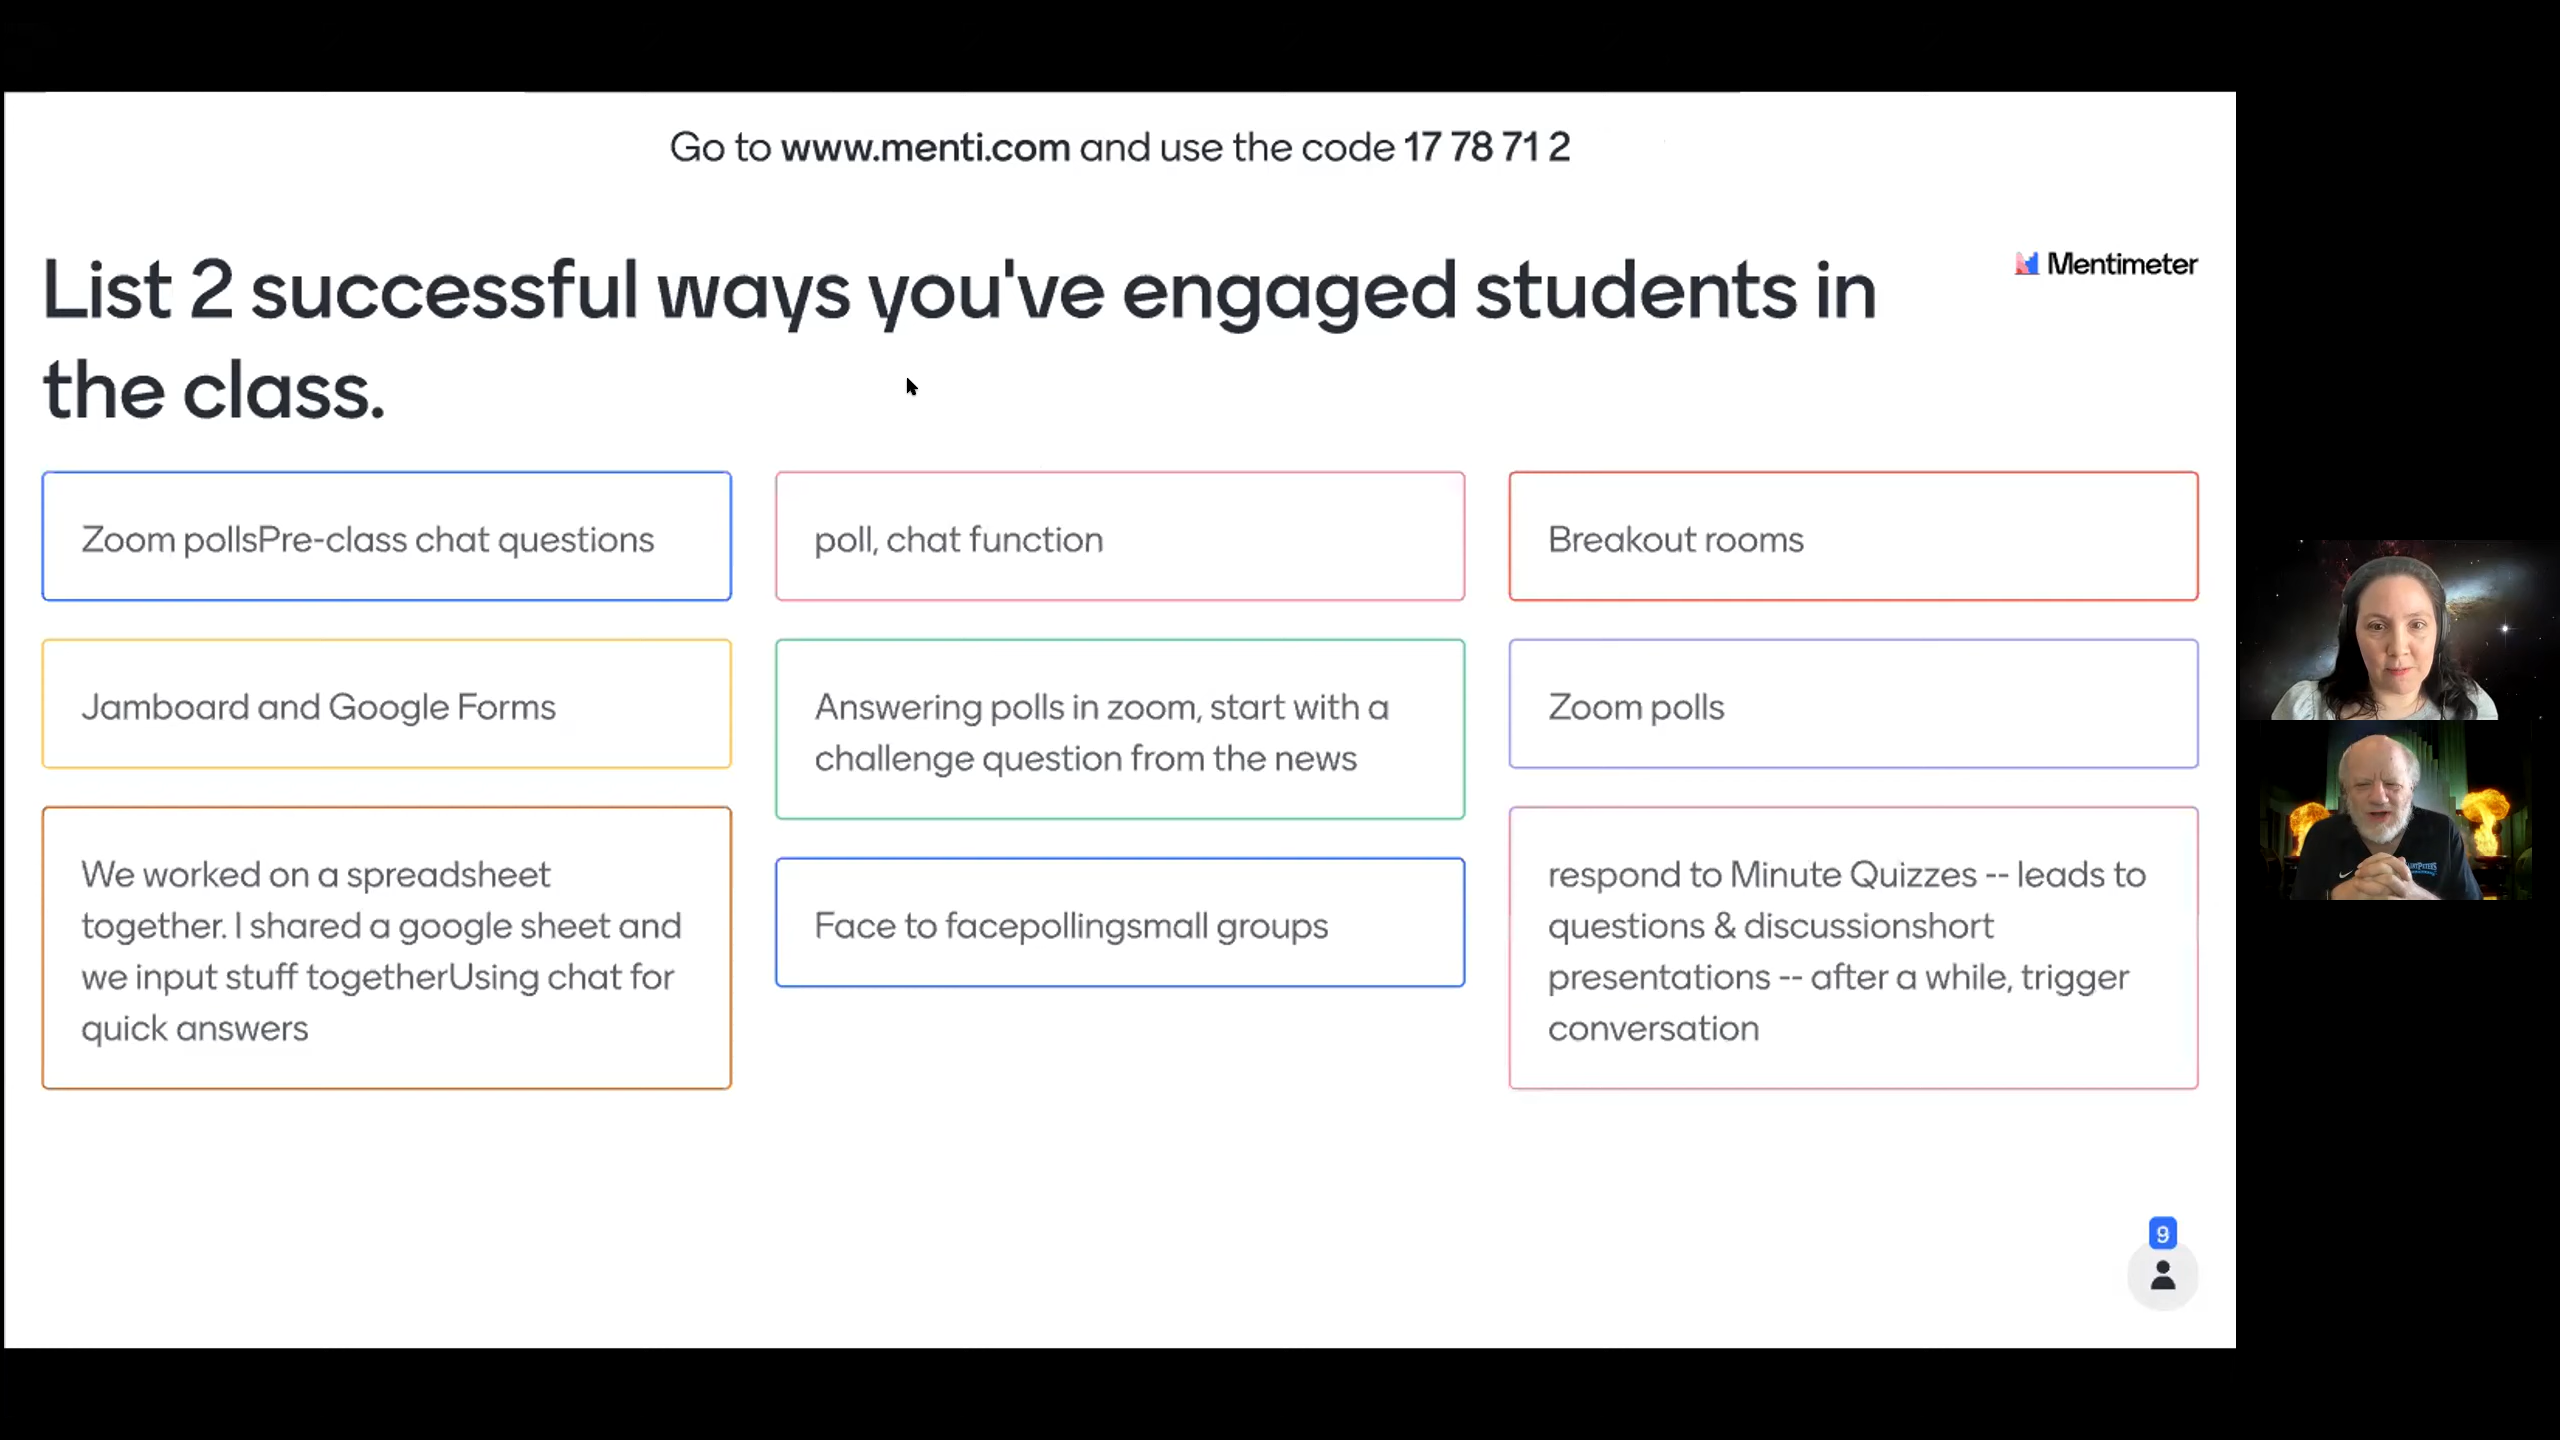 Go to www.menti.com and use the code 17 78 71 2
List 2 successful ways you've engaged students in
the class.
Mentimeter
Zoom pollsPre-class chat questions
poll, chat function
Breakout rooms
Jamboard and Google Forms
Answering polls in zoom, start with a
challenge question from the news
Zoom polls
We worked on a spreadsheet
together. I shared a google sheet and
we input stuff togetherUsing chat for
quick answers
Face to facepollingsmall groups
respond to Minute Quizzes -- leads to
questions & discussionshort
presentations -- after a while, trigger
conversation
9